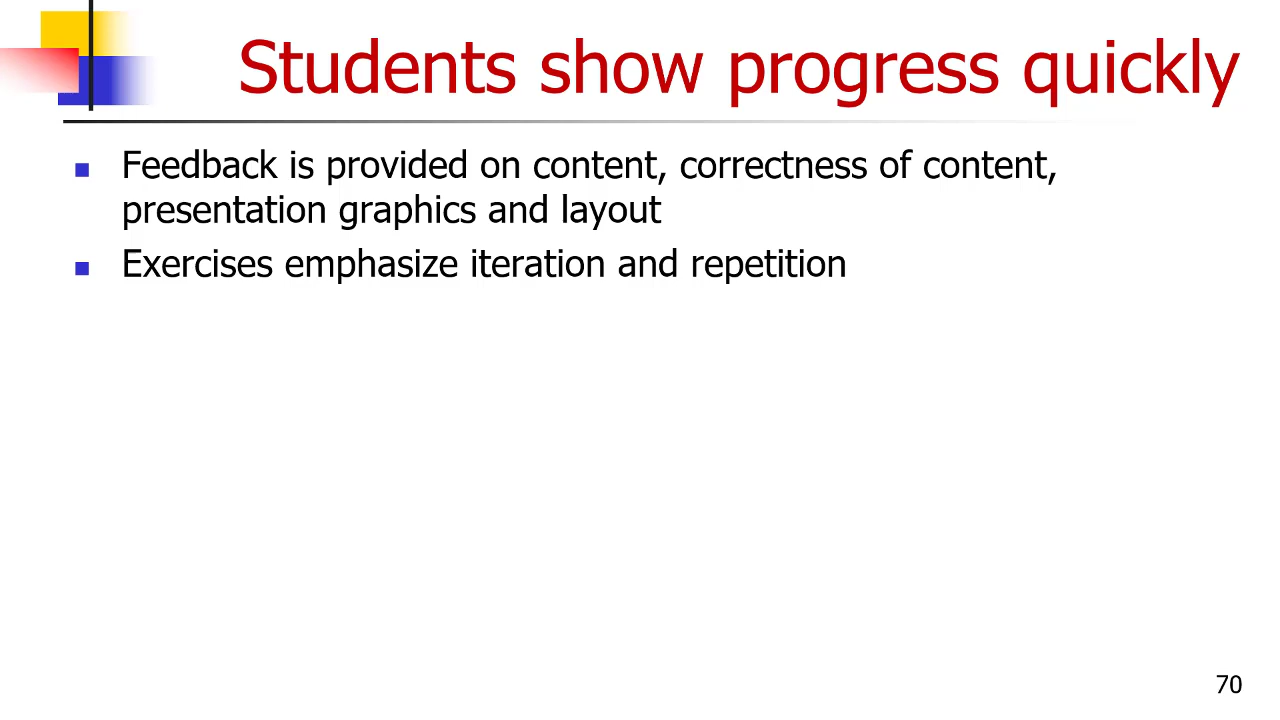 Students show progress quickly
Feedback is provided on content, correctness of content,
presentation graphics and layout
Exercises emphasize iteration and repetition
70